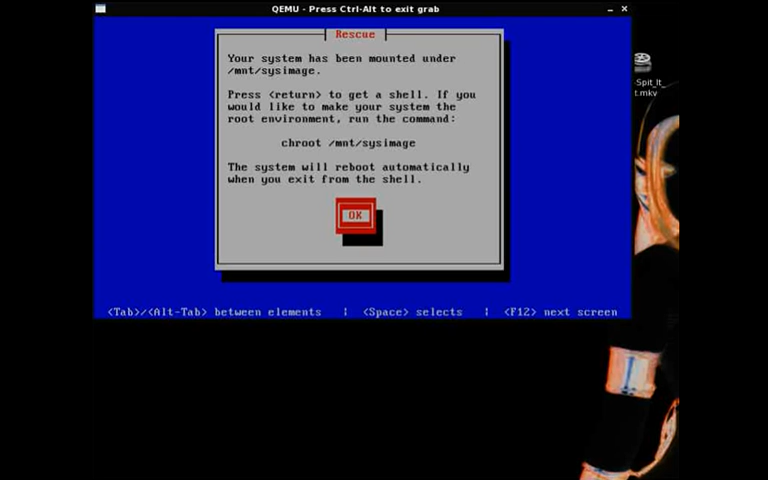 QEMU - Press Ctrl-Alt to exit grab
Rescue
Your system has been mounted under
/mnt/sysimage.
Press <return> to get a shell. If you
would like to make your system the
root environment, run the command:
chroot /mnt/sysimage
The system will reboot automatically
when you exit from the shell.
OK
<Tab>/<Alt-Tab> between elements | <Space> selects | <F12> next screen
Spit_It_
t.mkv